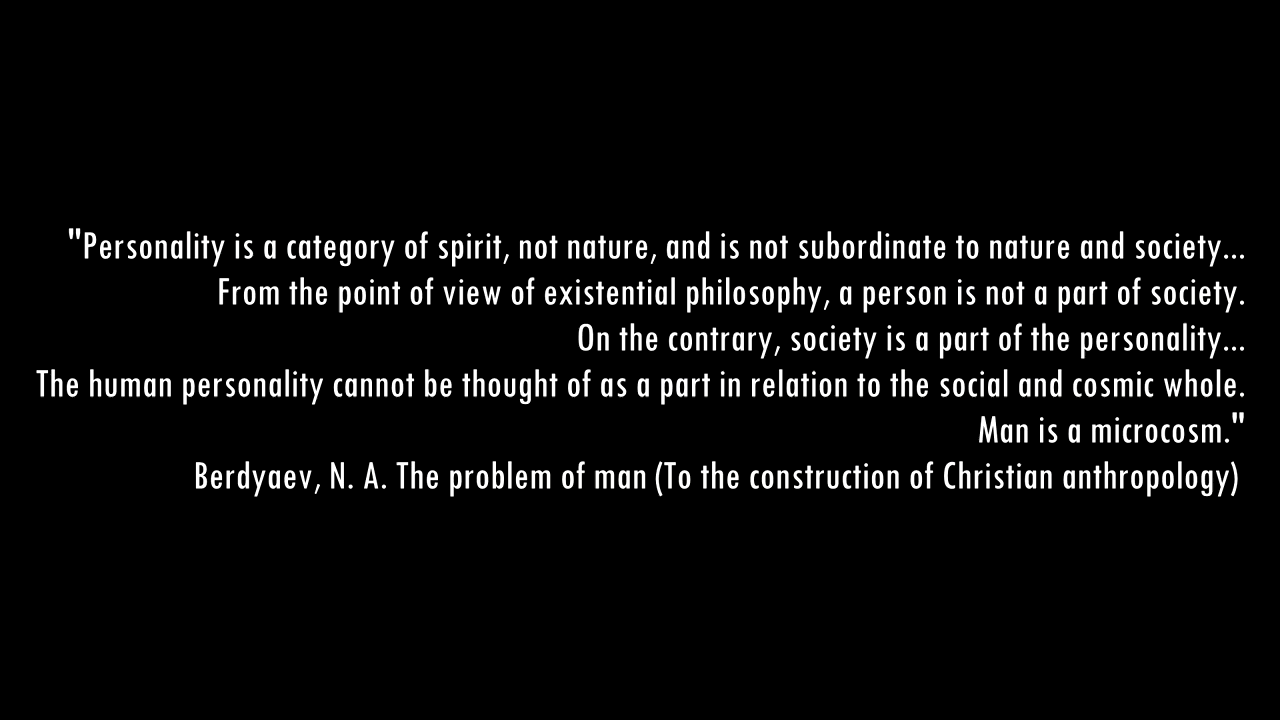 "Personality is a category of spirit, not nature, and is not subordinate to nature and society...
From the point of view of existential philosophy, a person is not a part of society.
On the contrary, society is a part of the personality...
The human personality cannot be thought of as a part in relation to the social and cosmic whole.
Man is a microcosm."
Berdyaev, N. A. The problem of man (To the construction of Christian anthropology)